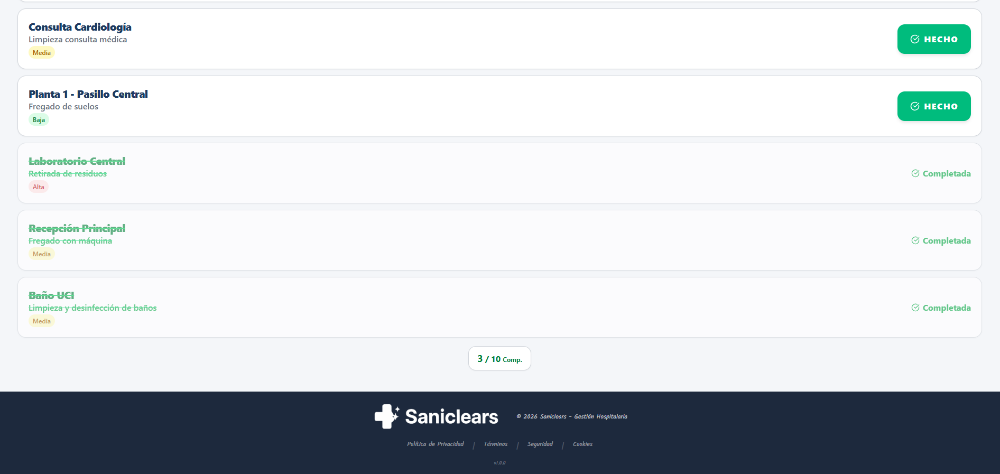 Consulta Cardiología
Limpieza consulta médica
Media
HECHO
Planta 1 - Pasillo Central
Fregado de suelos
Baja
HECHO
Laboratorio Central
Retirada de residuos
Alta
Completada
Recepción Principal
Fregado con máquina
Media
Completada
Baño UCI
Limpieza y desinfección de baños
Media
Completada
3 / 10 Comp.
Saniclears
© 2026 Saniclears - Gestión Hospitalaria
Política de Privacidad / Términos / Seguridad / Cookies
v1.0.0